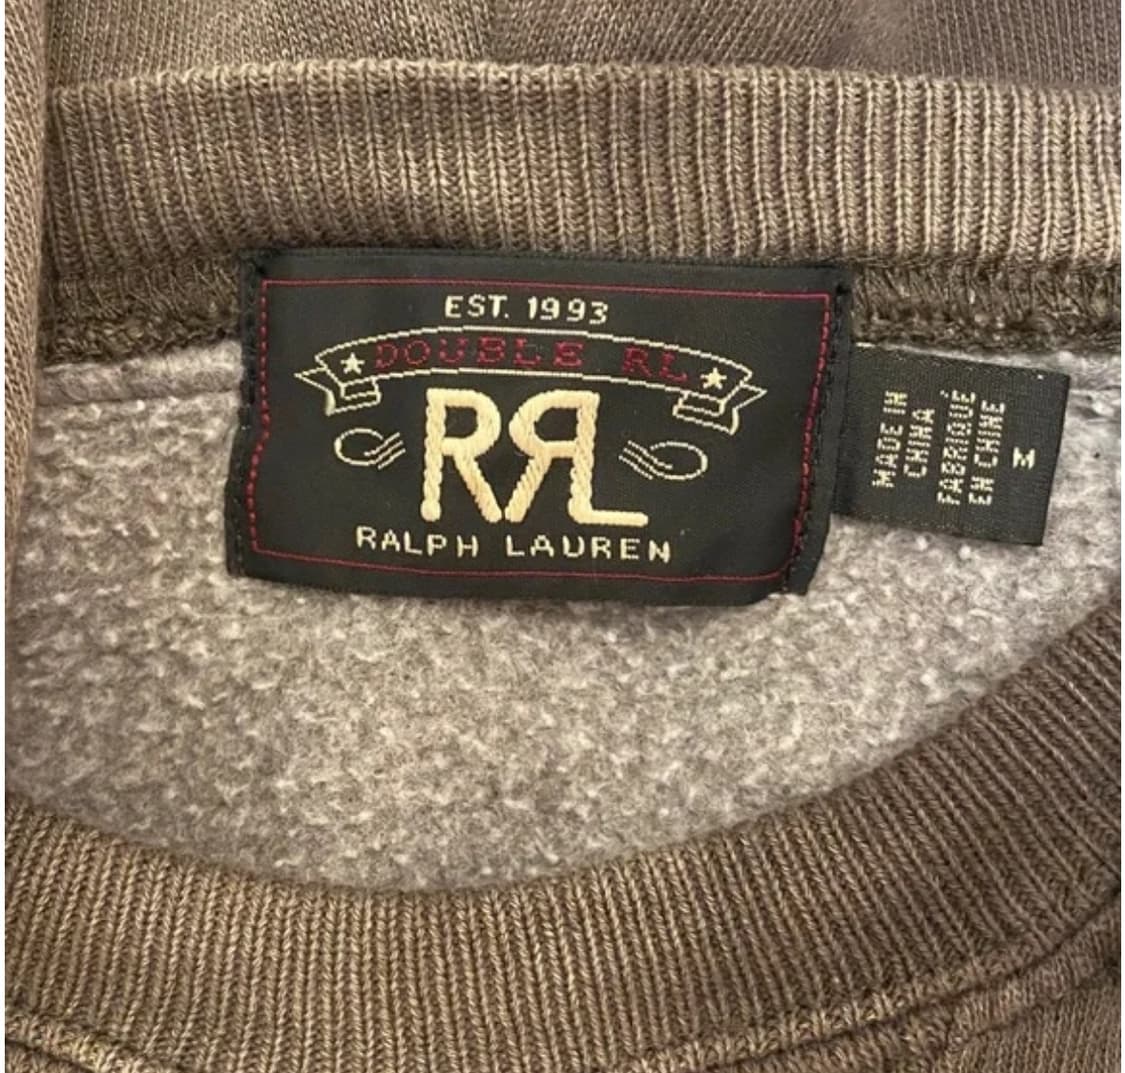 EST. 1993
DOUBLE RL
RRL
RALPH LAUREN
MADE IN
CHINA
FABRIQUÉ
EN CHINE
M